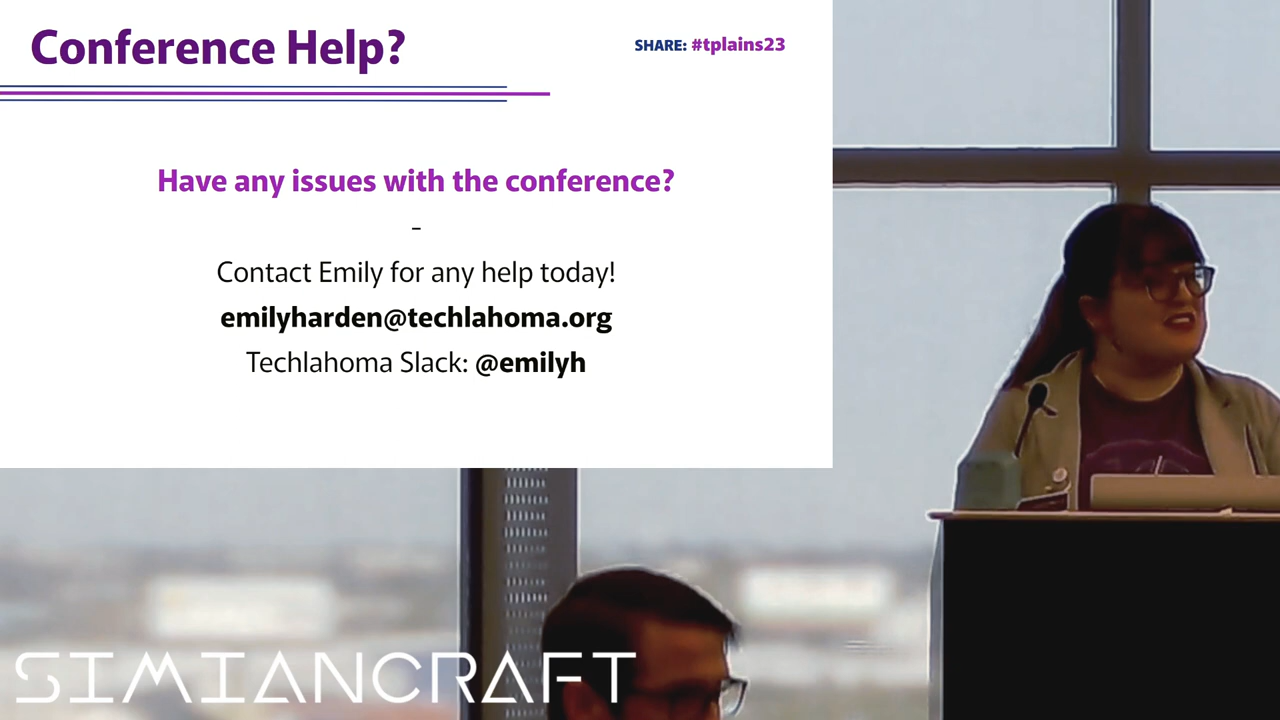 Conference Help?
SHARE: #tplains23
Have any issues with the conference?
-
Contact Emily for any help today!
emilyharden@techlahoma.org
Techlahoma Slack: @emilyh
SIMIANCRAFT